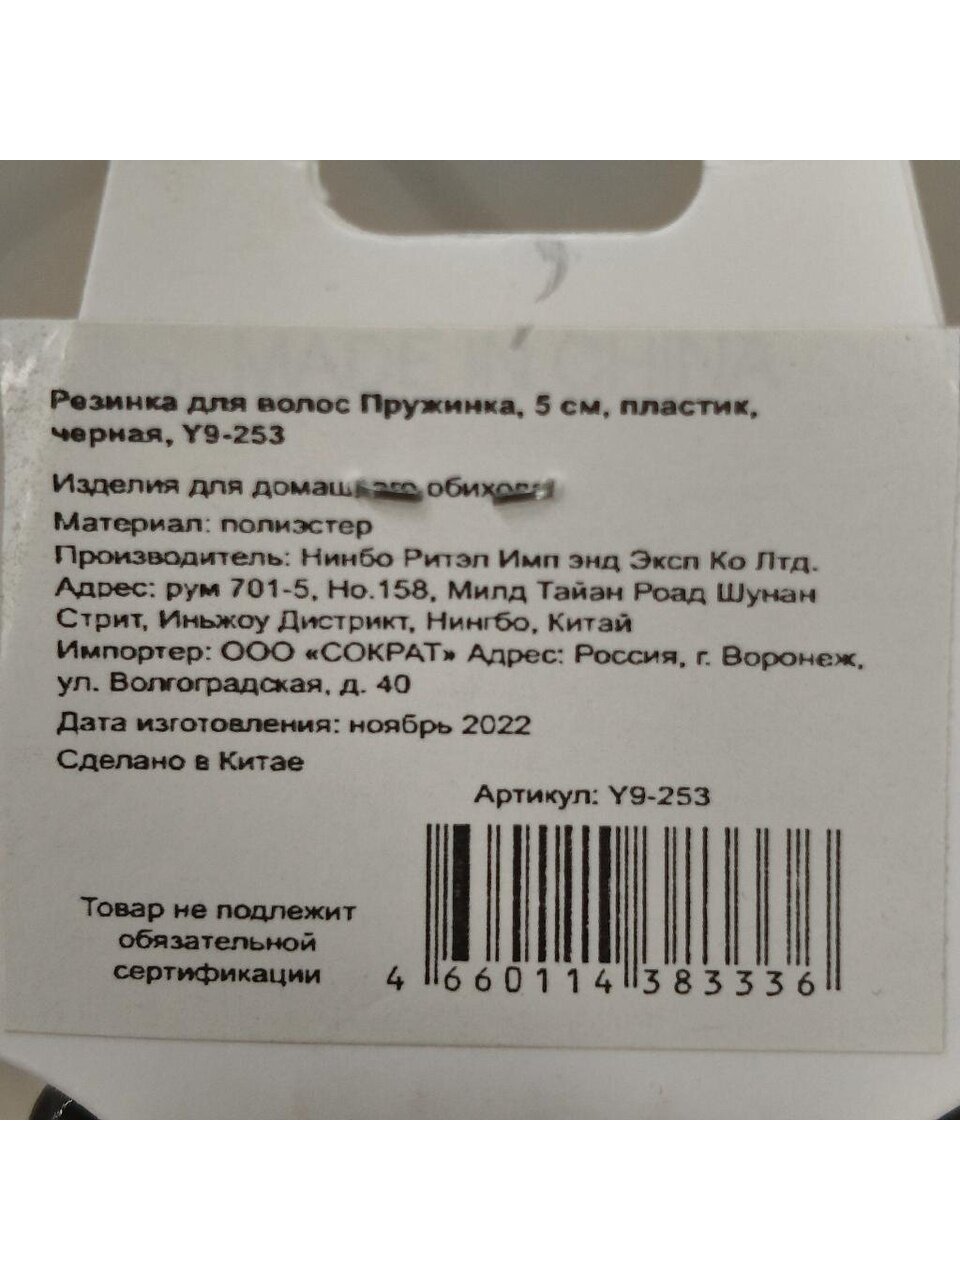 Резинка для волос Пружинка, 5 см, пластик,
черная, Y9-253
Изделия для домашнего обихода
Материал: полиэстер
Производитель: Нинбо Ритэл Имп энд Эксп Ко Лтд.
Адрес: рум 701-5, Но.158, Милд Тайан Роад Шунан
Стрит, Иньжоу Дистрикт, Нингбо, Китай
Импортер: ООО «СОКРАТ» Адрес: Россия, г. Воронеж,
ул. Волгоградская, д. 40
Дата изготовления: ноябрь 2022
Сделано в Китае
Артикул: Y9-253
Товар не подлежит
обязательной
сертификации
4 660114 383336